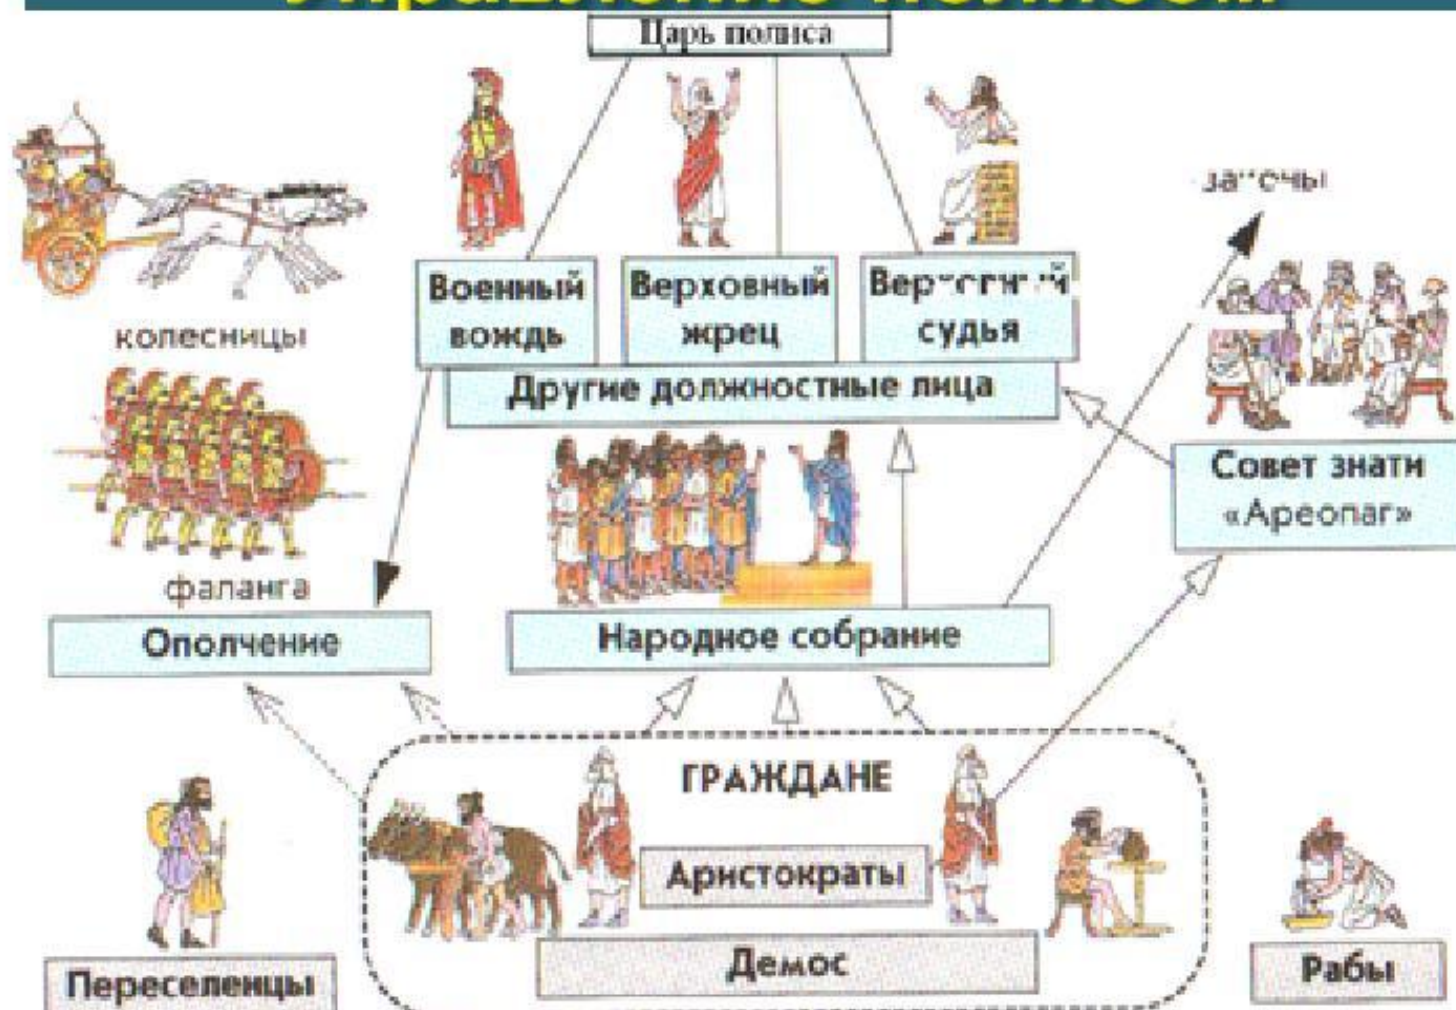 Царь полиса
колесницы
фаланга
Военный
вождь
Верховный
жрец
судья
Другие должностные лица
Совет знати
«Ареопаг»
Ополчение
Народное собрание
ГРАЖДАНЕ
Аристократы
Демос
Переселенцы
Рабы